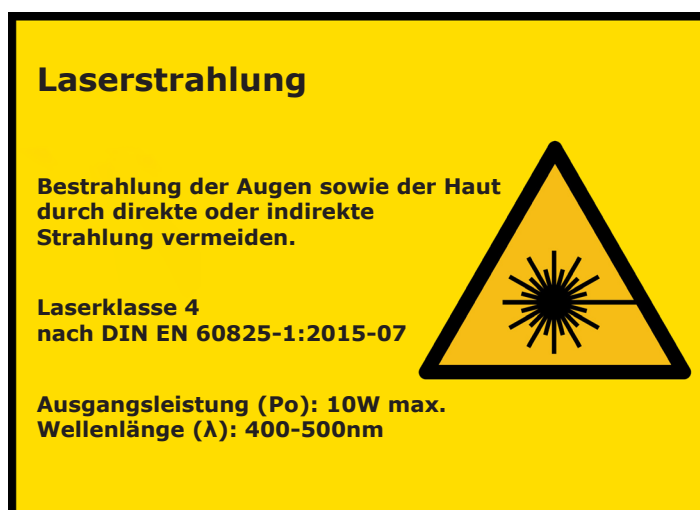 Laserstrahlung
Bestrahlung der Augen sowie der Haut
durch direkte oder indirekte
Strahlung vermeiden.
Laserklasse 4
nach DIN EN 60825-1:2015-07
Ausgangsleistung (Po): 10W max.
Wellenlänge (λ): 400-500nm